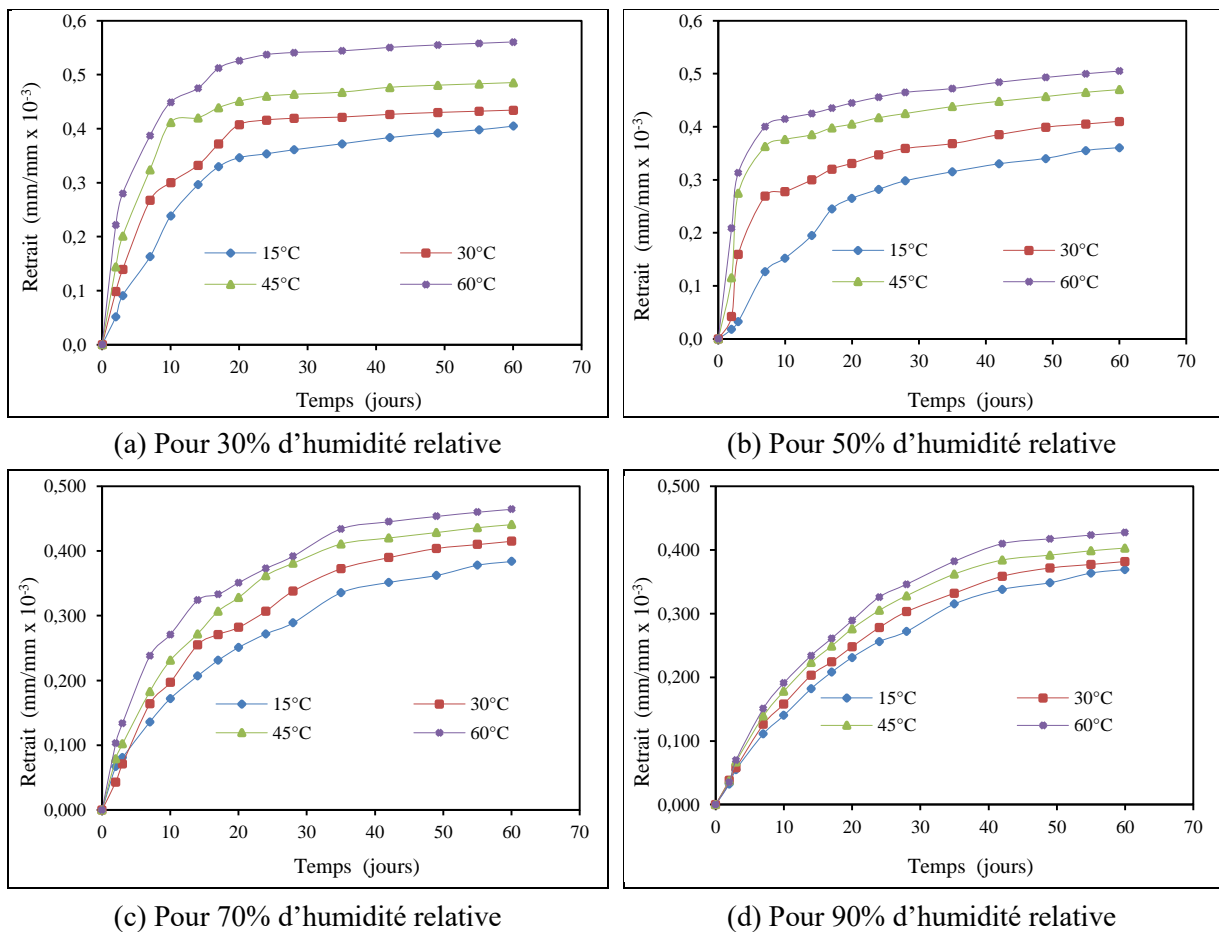 0,6
0,5
0,4
0,3
0,2
0,1
0,0
Retrait (mm/mm x 10-3)
15°C
30°C
45°C
60°C
0 10 20 30 40 50 60 70
Temps (jours)
(a) Pour 30% d’humidité relative
0,6
0,5
0,4
0,3
0,2
0,1
0,0
Retrait (mm/mm x 10-3)
15°C
30°C
45°C
60°C
0 10 20 30 40 50 60 70
Temps (jours)
(b) Pour 50% d’humidité relative
0,500
0,400
0,300
0,200
0,100
0,000
Retrait (mm/mm x 10-3)
15°C
30°C
45°C
60°C
0 10 20 30 40 50 60 70
Temps (jours)
(c) Pour 70% d’humidité relative
0,500
0,400
0,300
0,200
0,100
0,000
Retrait (mm/mm x 10-3)
15°C
30°C
45°C
60°C
0 10 20 30 40 50 60 70
Temps (jours)
(d) Pour 90% d’humidité relative